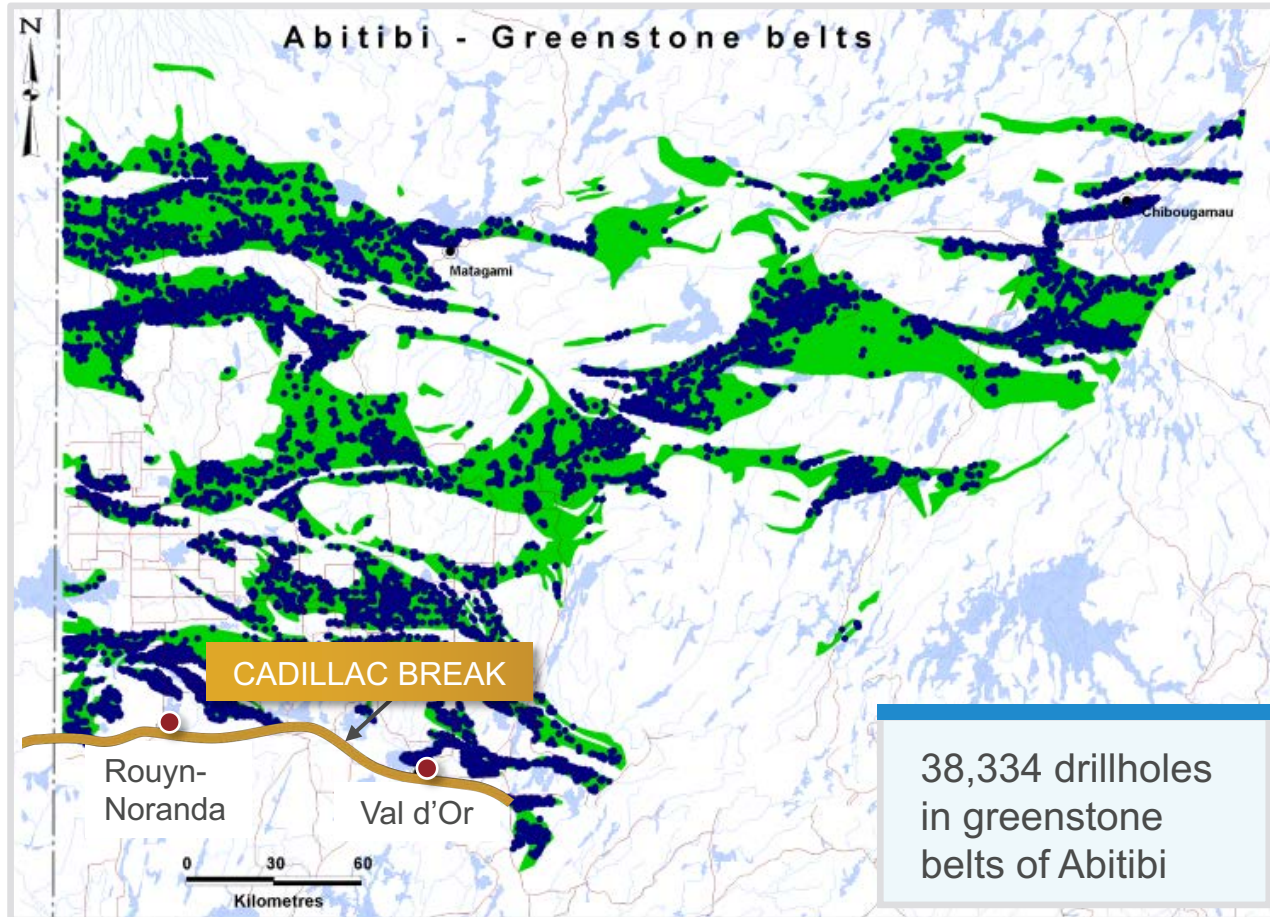 N
Abitibi - Greenstone belts
Chibougamau
Matagami
CADILLAC BREAK
Rouyn-
Noranda
Val d’Or
0 30 60
Kilometres
38,334 drillholes
in greenstone
belts of Abitibi